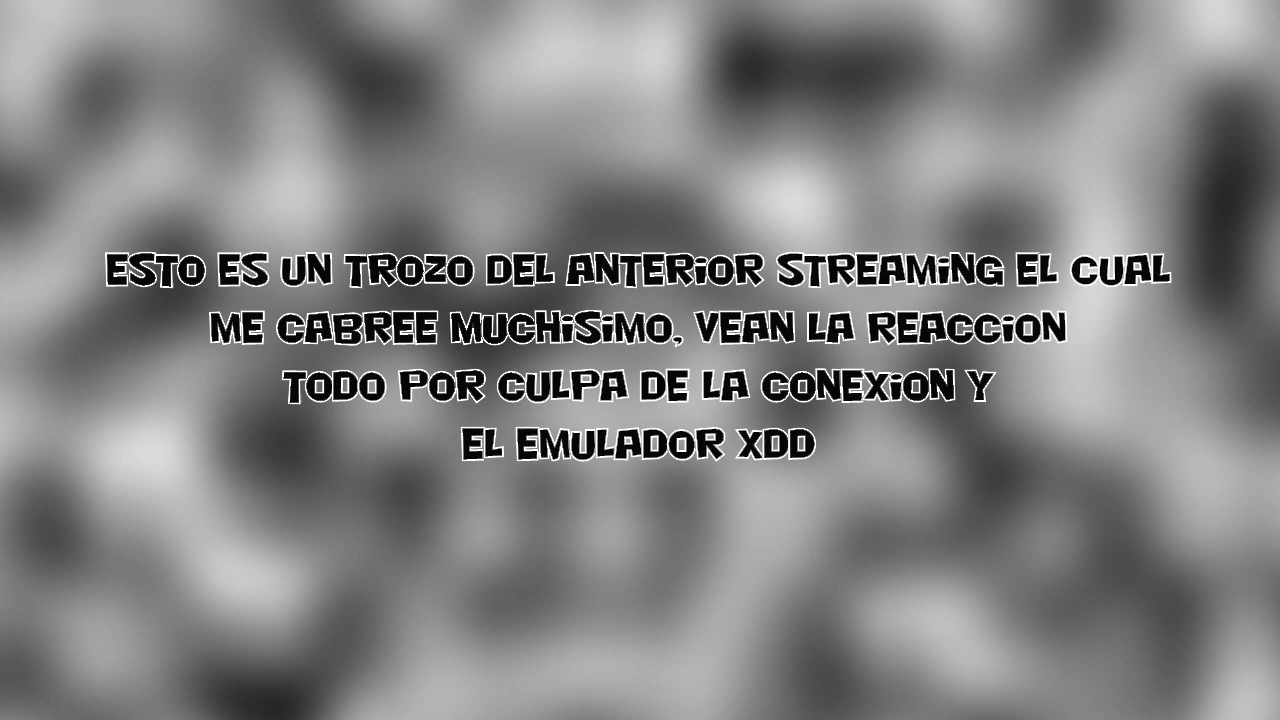 ESTO ES UN TROZO DEL ANTERiOR STREAMiNG EL CUAL
ME CABREE MUCHiSiMO, VEAN LA REACCiON
TODO POR CULPA DE LA CONEXiON Y
EL EMULADOR XDD